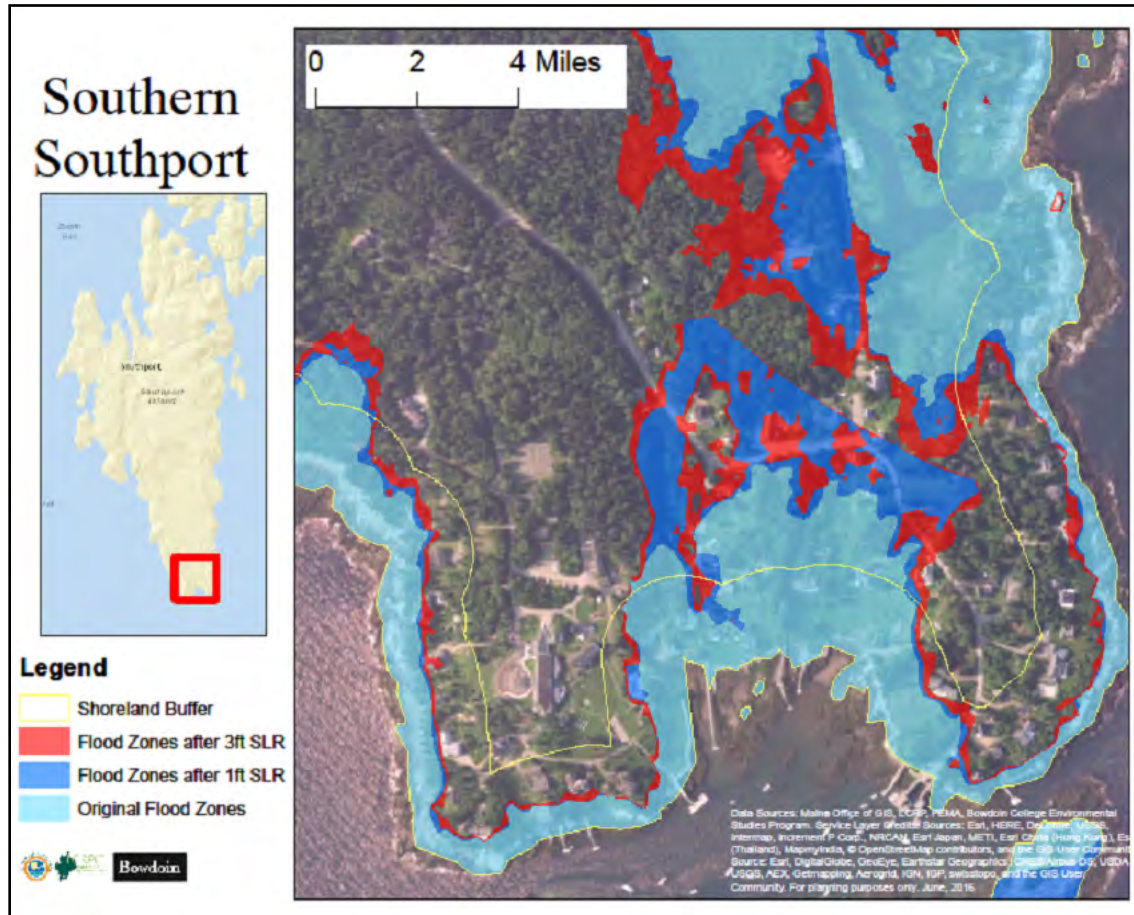 Southern
Southport
0 2 4 Miles
Southport
Legend
Shoreland Buffer
Flood Zones after 3ft SLR
Flood Zones after 1ft SLR
Original Flood Zones
Bowdoin
Data Sources: Maine Office of GIS, FEMA, Bowdoin College Environmental
Studies Program. Service Layer Credits: Sources: Esri, HERE, DeLorme, USGS,
Intermap, increment P Corp., NRCAN, Esri Japan, METI, Esri China (Hong Kong), Es
(Thailand), MapmyIndia, © OpenStreetMap contributors, and the GIS User Communit
Source: Esri, DigitalGlobe, GeoEye, Earthstar Geographics, CNES/Airbus DS, USDA
USGS, AEX, Getmapping, Aerogrid, IGN, IGP, swisstopo, and the GIS User
Community. For planning purposes only. June, 2016